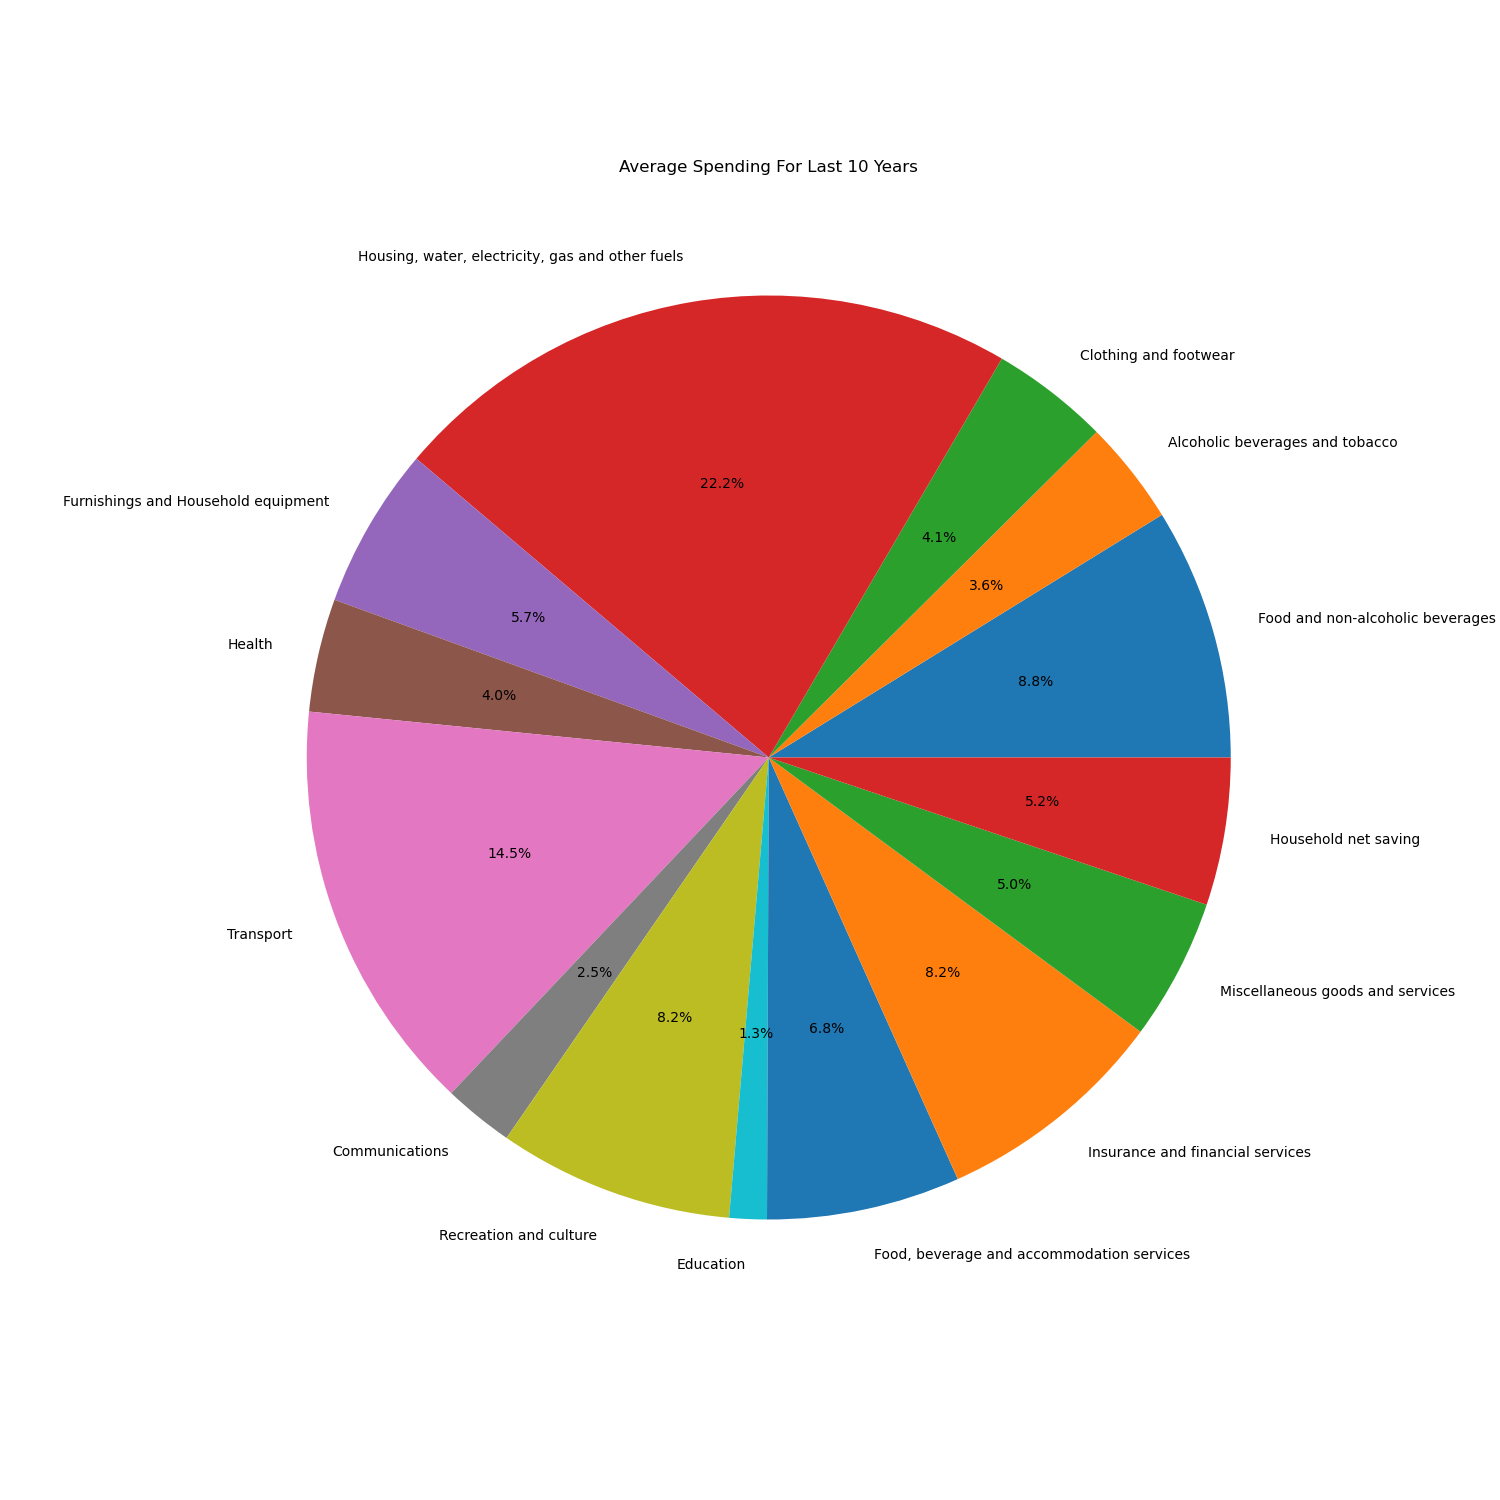 Average Spending For Last 10 Years
Housing, water, electricity, gas and other fuels
Clothing and footwear
Alcoholic beverages and tobacco
22.2%
Furnishings and Household equipment
4.1%
3.6%
5.7%
Food and non-alcoholic beverages
Health
8.8%
4.0%
5.2%
Household net saving
14.5%
5.0%
Transport
2.5%
8.2%
Miscellaneous goods and services
8.2%
1.3%
6.8%
Communications
Insurance and financial services
Recreation and culture
Food, beverage and accommodation services
Education